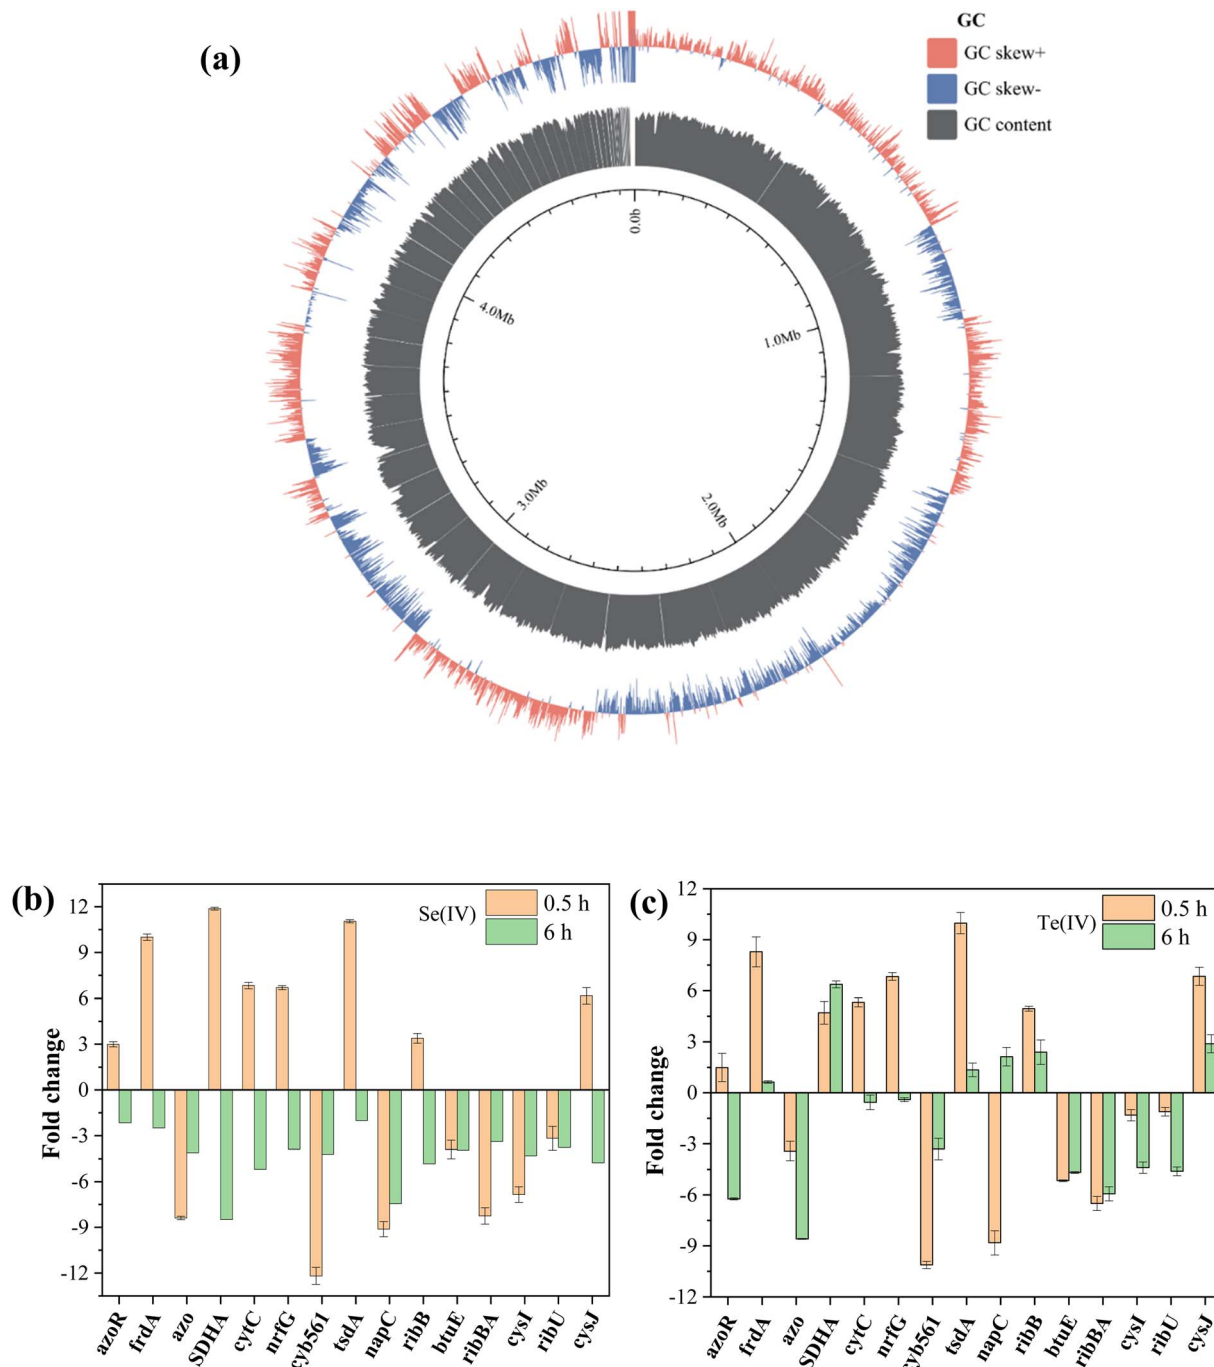 (a)
GC
GC skew+
GC skew-
GC content
0.0b
1.0Mb
2.0Mb
3.0Mb
4.0Mb
(b)
Se(IV)
0.5 h
6 h
Fold change
12
9
6
3
0
-3
-6
-9
-12
azoR
frdA
azo
SDHA
cytC
nrfG
cyb561
tsdA
napC
ribB
btuE
ribBA
cysI
ribU
cysJ
(c)
Te(IV)
0.5 h
6 h
Fold change
12
9
6
3
0
-3
-6
-9
-12
azoR
frdA
azo
SDHA
cytC
nrfG
cyb561
tsdA
napC
ribB
btuE
ribBA
cysI
ribU
cysJ